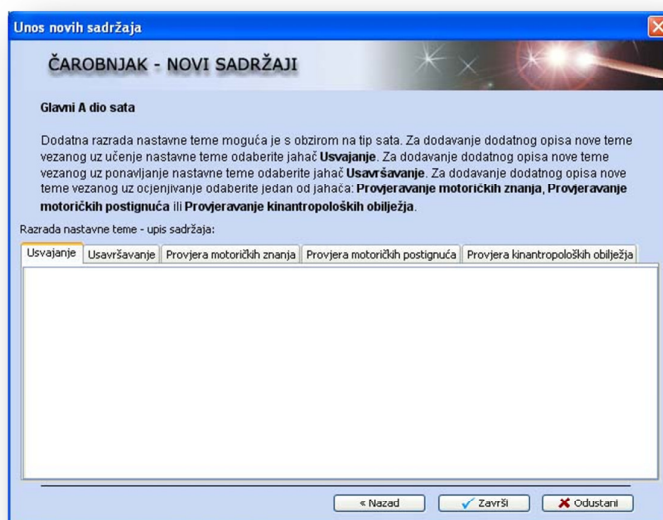 Unos novih sadržaja
ČAROBNJAK - NOVI SADRŽAJI
Glavni A dio sata
Dodatna razrada nastavne teme moguća je s obzirom na tip sata. Za dodavanje dodatnog opisa nove teme
vezanog uz učenje nastavne teme odaberite jahač Usvajanje. Za dodavanje dodatnog opisa nove teme
vezanog uz ponavljanje nastavne teme odaberite jahač Usavršavanje. Za dodavanje dodatnog opisa nove
teme vezanog uz ocjenjivanje odaberite jedan od jahača: Provjeravanje motoričkih znanja, Provjeravanje
motoričkih postignuća ili Provjeravanje kinantropoloških obilježja.
Razrada nastavne teme - upis sadržaja:
Usvajanje Usavršavanje Provjera motoričkih znanja Provjera motoričkih postignuća Provjera kinantropoloških obilježja
« Nazad Završi Odustani